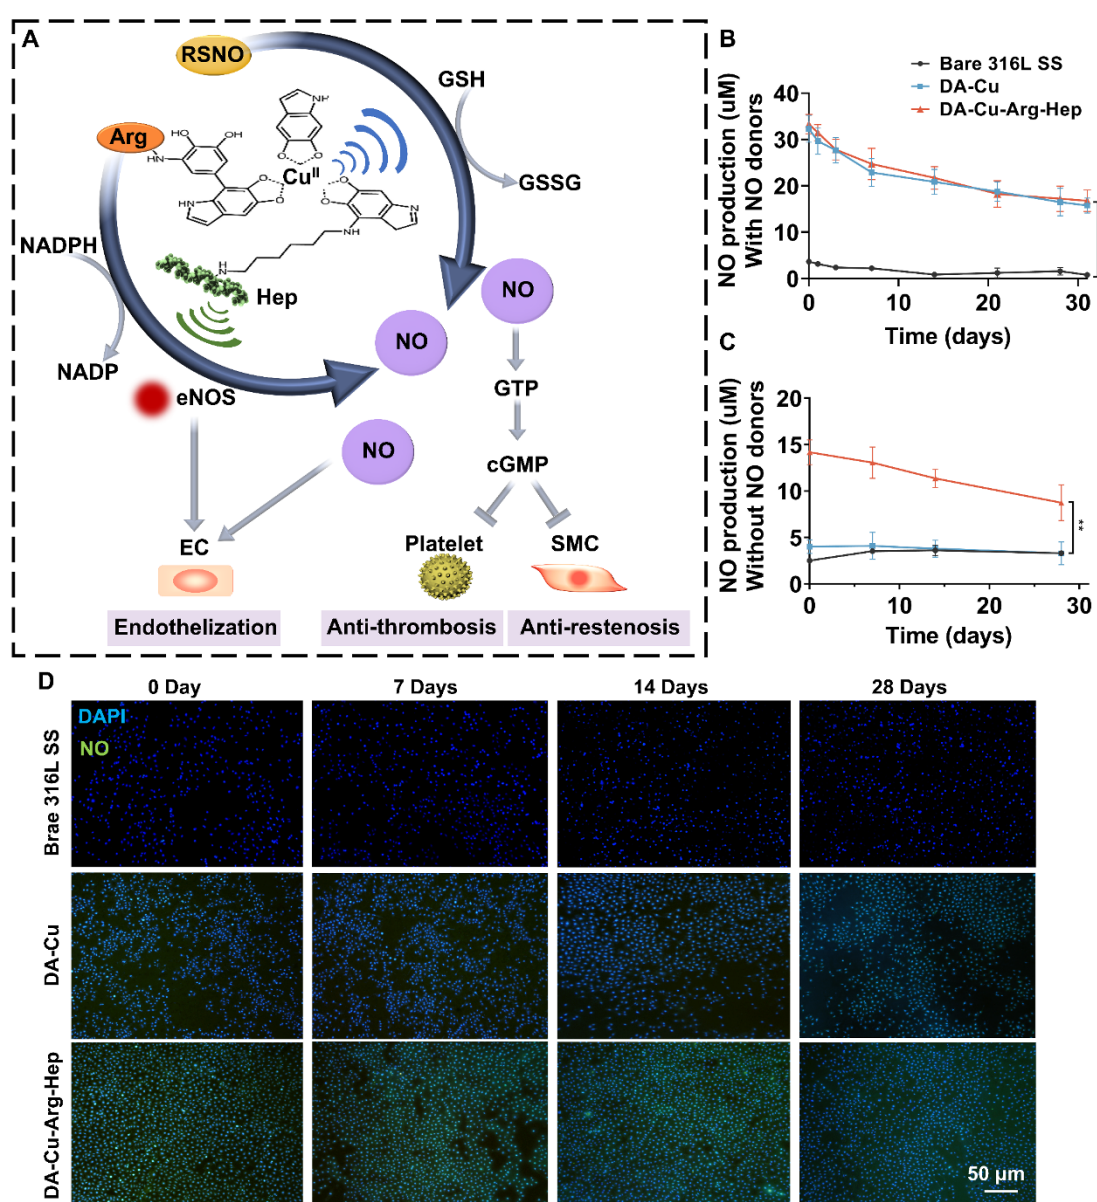 A
RSNO
GSH
Arg
HO
OH
NH
H
N
O
O
Cu^II
O
O
O
O
HN
N
NH
NH
GSSG
NADPH
Hep
NO
NO
NADP
eNOS
GTP
NO
cGMP
EC
Platelet
SMC
Endothelization
Anti-thrombosis
Anti-restenosis
B
Bare 316L SS
DA-Cu
DA-Cu-Arg-Hep
NO production (uM)
With NO donors
40
30
20
10
0
0
10
20
30
Time (days)
C
NO production (uM)
Without NO donors
20
15
10
5
0
**
0
10
20
30
Time (days)
D
0 Day
7 Days
14 Days
28 Days
DAPI
NO
Brae 316L SS
DA-Cu
DA-Cu-Arg-Hep
50 μm